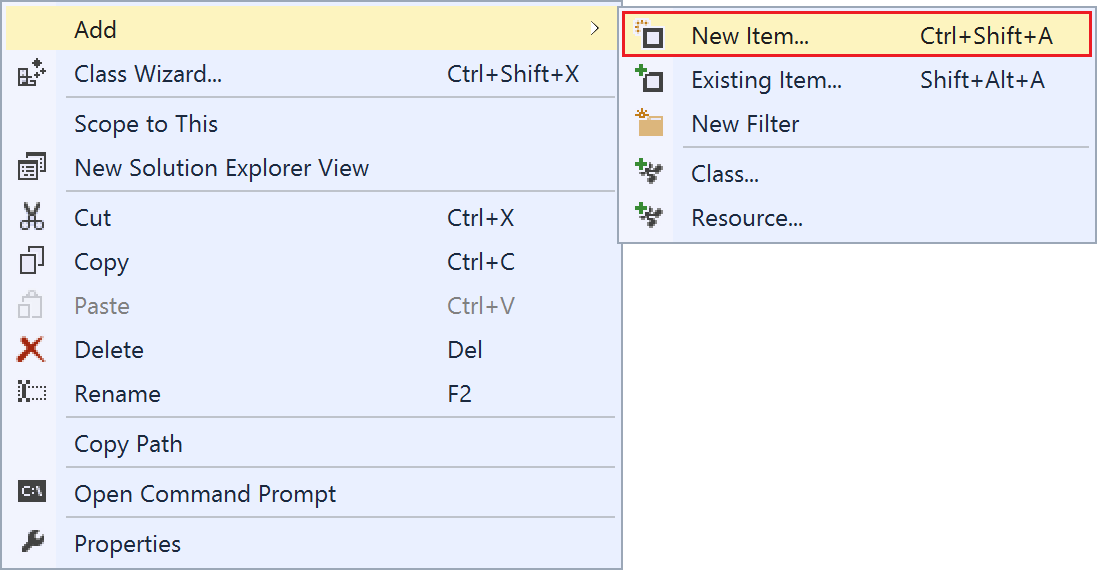 Add
Class Wizard... Ctrl+Shift+X
Scope to This
New Solution Explorer View
Cut Ctrl+X
Copy Ctrl+C
Paste Ctrl+V
Delete Del
Rename F2
Copy Path
C:\ Open Command Prompt
Properties
New Item... Ctrl+Shift+A
Existing Item... Shift+Alt+A
New Filter
Class...
Resource...